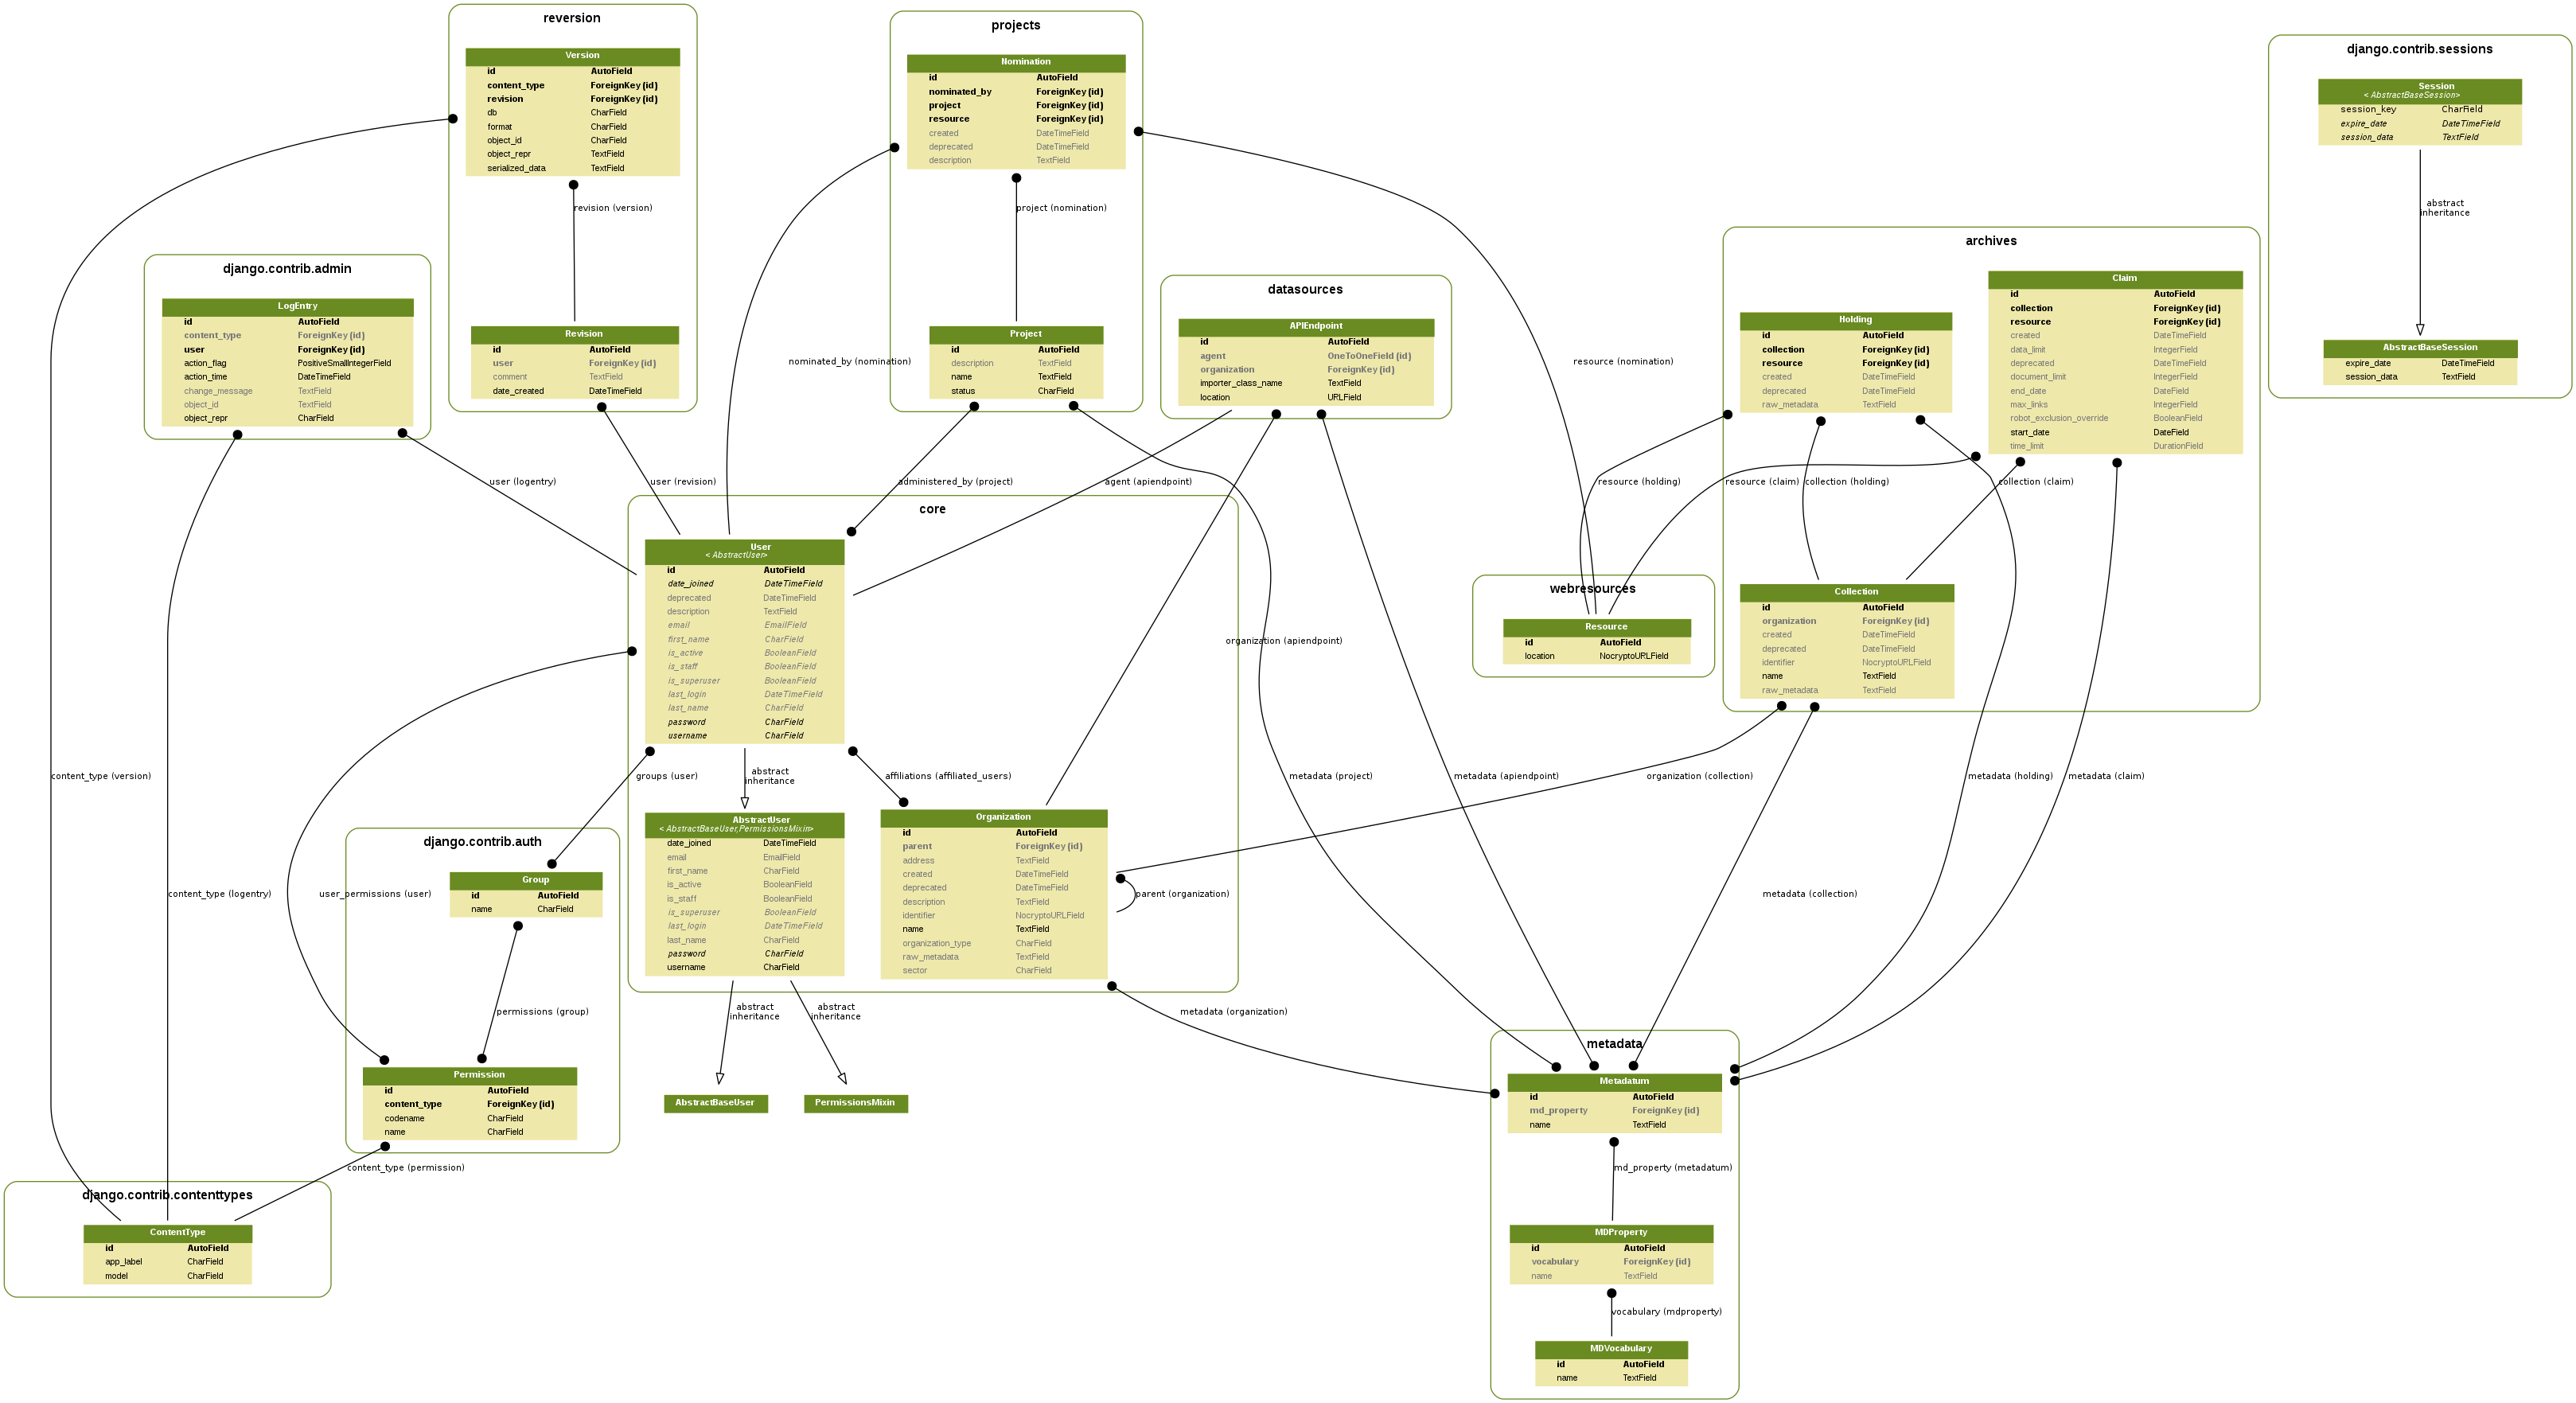 reversion
Version
id AutoField
content_type ForeignKey (id)
revision ForeignKey (id)
db CharField
format CharField
object_id CharField
object_repr TextField
serialized_data TextField
revision (version)
Revision
id AutoField
user ForeignKey (id)
comment TextField
date_created DateTimeField
projects
Nomination
id AutoField
nominated_by ForeignKey (id)
project ForeignKey (id)
resource ForeignKey (id)
created DateTimeField
deprecated DateTimeField
description TextField
project (nomination)
Project
id AutoField
description TextField
name TextField
status CharField
django.contrib.sessions
Session
< AbstractBaseSession>
session_key CharField
expire_date DateTimeField
session_data TextField
abstract
inheritance
AbstractBaseSession
expire_date DateTimeField
session_data TextField
django.contrib.admin
LogEntry
id AutoField
content_type ForeignKey (id)
user ForeignKey (id)
action_flag PositiveSmallIntegerField
action_time DateTimeField
change_message TextField
object_id TextField
object_repr CharField
datasources
APIEndpoint
id AutoField
agent OneToOneField (id)
organization ForeignKey (id)
importer_class_name TextField
location URLField
archives
Holding
id AutoField
collection ForeignKey (id)
resource ForeignKey (id)
created DateTimeField
deprecated DateTimeField
raw_metadata TextField
Claim
id AutoField
collection ForeignKey (id)
resource ForeignKey (id)
created DateTimeField
data_limit IntegerField
deprecated DateTimeField
document_limit IntegerField
end_date DateField
max_links IntegerField
robot_exclusion_override BooleanField
start_date DateField
time_limit DurationField
nominated_by (nomination)
resource (nomination)
user (logentry)
user (revision)
administered_by (project)
agent (apiendpoint)
resource (holding)
resource (claim)
collection (holding)
collection (claim)
Collection
id AutoField
organization ForeignKey (id)
created DateTimeField
deprecated DateTimeField
identifier NocryptoURLField
name TextField
raw_metadata TextField
core
User
< AbstractUser>
id AutoField
date_joined DateTimeField
deprecated DateTimeField
description TextField
email EmailField
first_name CharField
is_active BooleanField
is_staff BooleanField
is_superuser BooleanField
last_login DateTimeField
last_name CharField
password CharField
username CharField
webresources
Resource
id AutoField
location NocryptoURLField
organization (apiendpoint)
content_type (version)
groups (user)
abstract
inheritance
affiliations (affiliated_users)
metadata (project)
metadata (apiendpoint)
organization (collection)
metadata (holding)
metadata (claim)
AbstractUser
< AbstractBaseUser,PermissionsMixin>
date_joined DateTimeField
email EmailField
first_name CharField
is_active BooleanField
is_staff BooleanField
is_superuser BooleanField
last_login DateTimeField
last_name CharField
password CharField
username CharField
Organization
id AutoField
parent ForeignKey (id)
address TextField
created DateTimeField
deprecated DateTimeField
description TextField
identifier NocryptoURLField
name TextField
organization_type CharField
raw_metadata TextField
sector CharField
parent (organization)
content_type (logentry)
user_permissions (user)
metadata (collection)
django.contrib.auth
Group
id AutoField
name CharField
permissions (group)
Permission
id AutoField
content_type ForeignKey (id)
codename CharField
name CharField
abstract
inheritance
abstract
inheritance
metadata (organization)
AbstractBaseUser
PermissionsMixin
content_type (permission)
django.contrib.contenttypes
ContentType
id AutoField
app_label CharField
model CharField
metadata
Metadatum
id AutoField
md_property ForeignKey (id)
name TextField
md_property (metadatum)
MDProperty
id AutoField
vocabulary ForeignKey (id)
name TextField
vocabulary (mdproperty)
MDVocabulary
id AutoField
name TextField